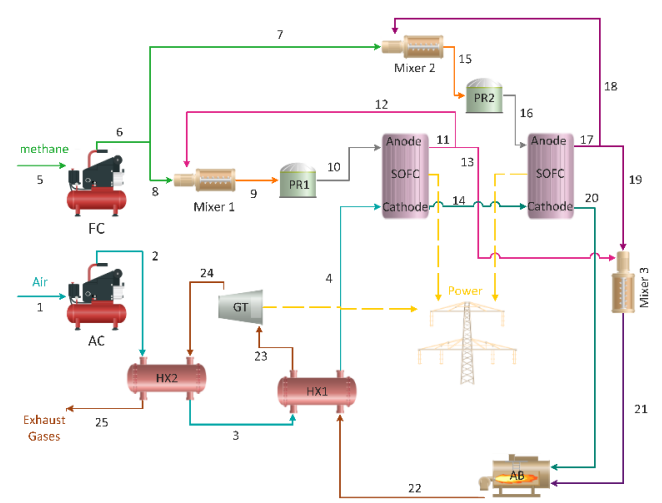 7
18
15
Mixer 2
PR2
12
16
6
methane
5
8
9
10
11
13
17
Anode
SOFC
Cathode
Anode
SOFC
Cathode
PR1
Mixer 1
FC
14
20
19
2
24
4
Air
1
AC
GT
Power
Mixer 3
23
HX2
HX1
3
25
Exhaust
Gases
21
22
AB